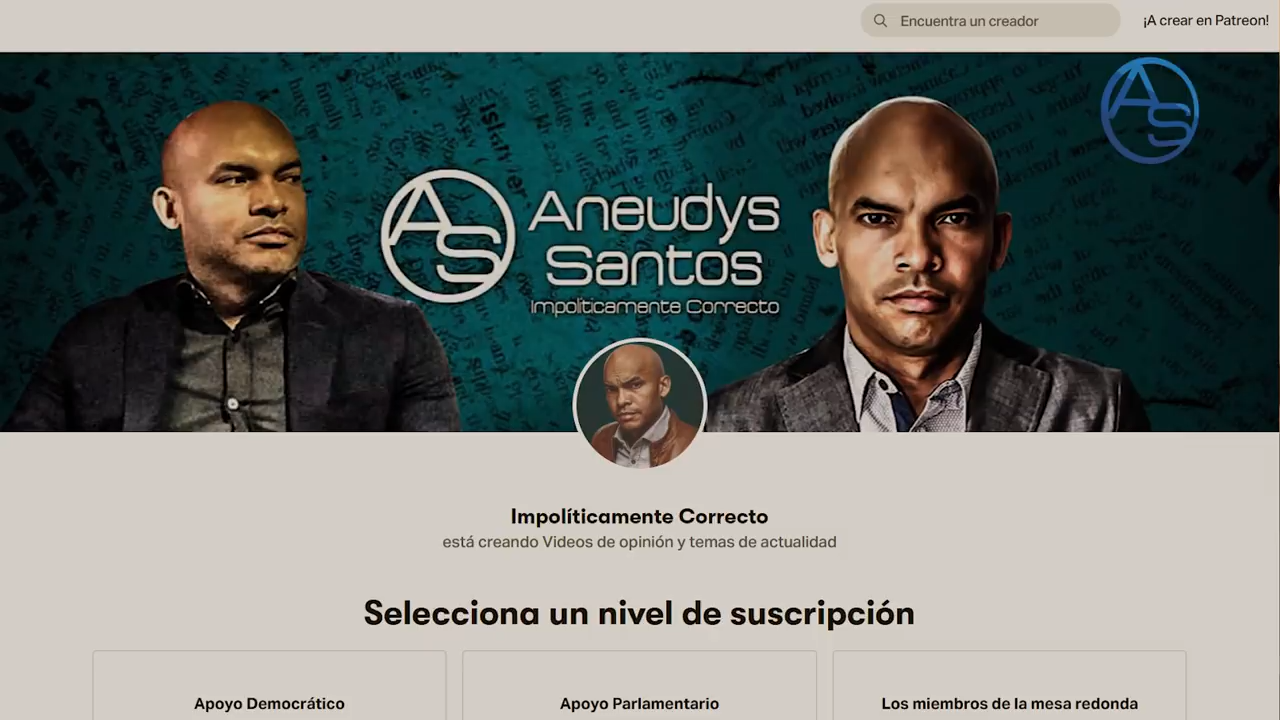 Encuentra un creador
¡A crear en Patreon!
AS
AS
Aneudys
Santos
Impolíticamente Correcto
Impolíticamente Correcto
está creando Videos de opinión y temas de actualidad
Selecciona un nivel de suscripción
Apoyo Democrático
Apoyo Parlamentario
Los miembros de la mesa redonda